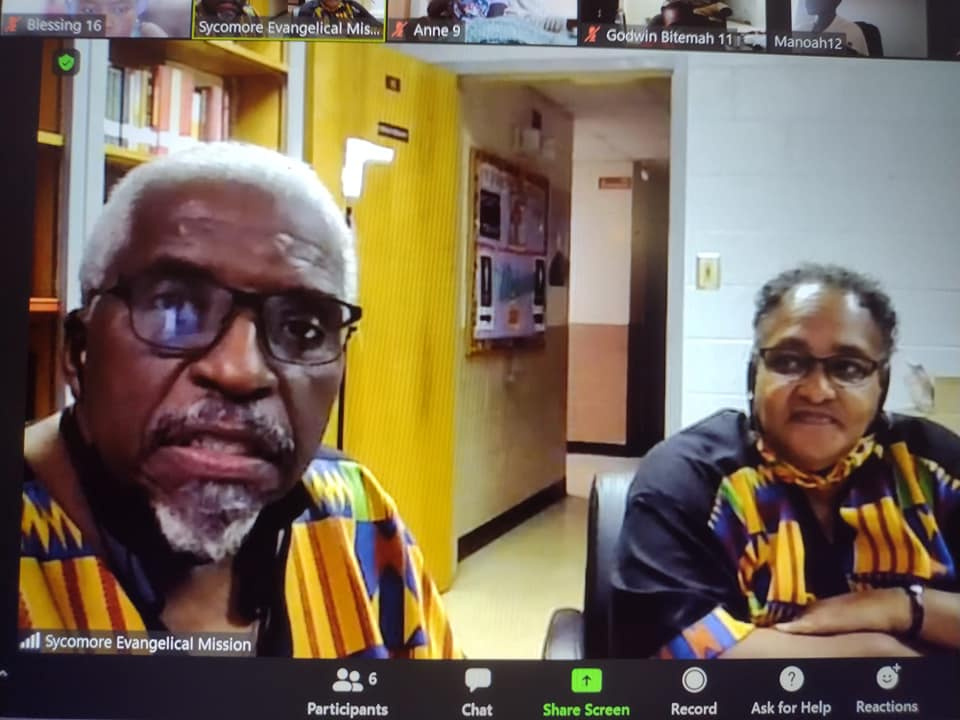 Blessing 16
Sycomore Evangelical Mis...
Anne 9
Godwin Bitemah 11
Manoah12
Sycomore Evangelical Mission
6
Participants
Chat
Share Screen
Record
Ask for Help
Reactions